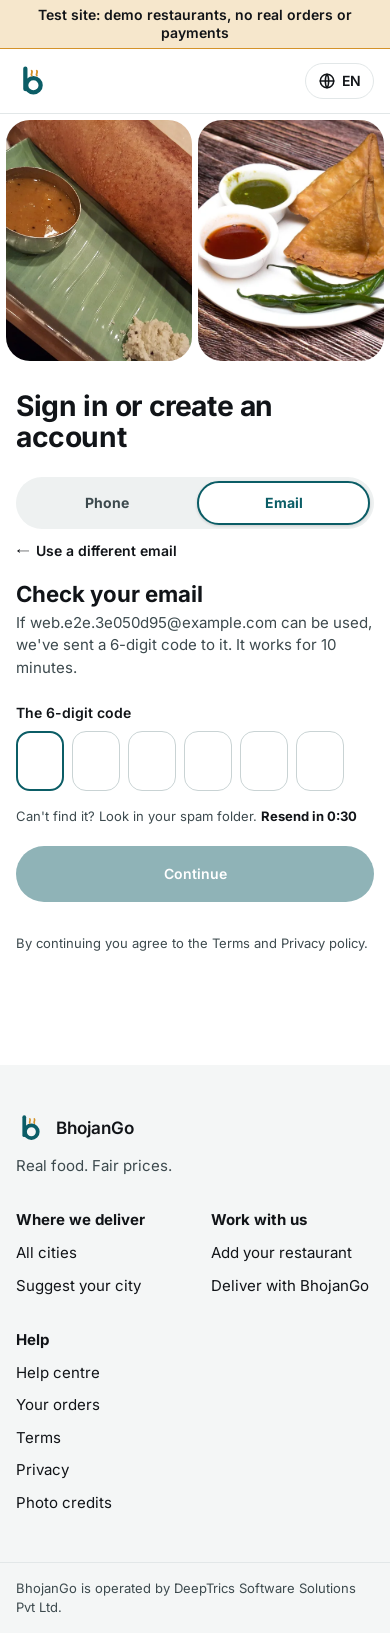 Test site: demo restaurants, no real orders or
payments
EN
Sign in or create an
account
Phone
Email
← Use a different email
Check your email
If web.e2e.3e050d95@example.com can be used,
we've sent a 6-digit code to it. It works for 10
minutes.
The 6-digit code
Can't find it? Look in your spam folder. Resend in 0:30
Continue
By continuing you agree to the Terms and Privacy policy.
BhojanGo
Real food. Fair prices.
Where we deliver
All cities
Suggest your city
Work with us
Add your restaurant
Deliver with BhojanGo
Help
Help centre
Your orders
Terms
Privacy
Photo credits
BhojanGo is operated by DeepTrics Software Solutions
Pvt Ltd.